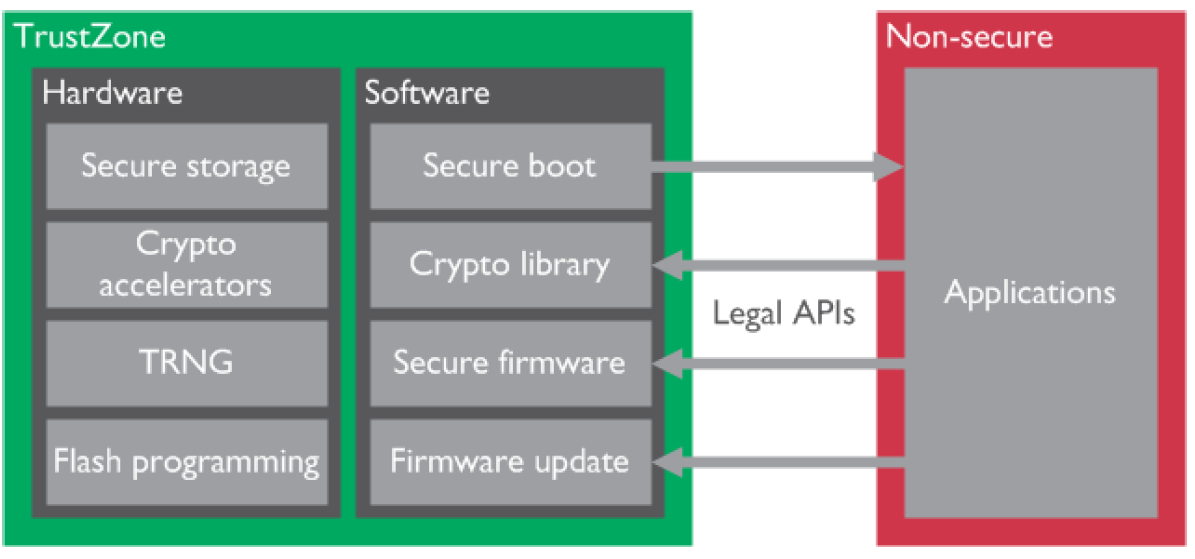 TrustZone
Hardware
Secure storage
Crypto
accelerators
TRNG
Flash programming
Software
Secure boot
Crypto library
Secure firmware
Firmware update
Legal APIs
Non-secure
Applications